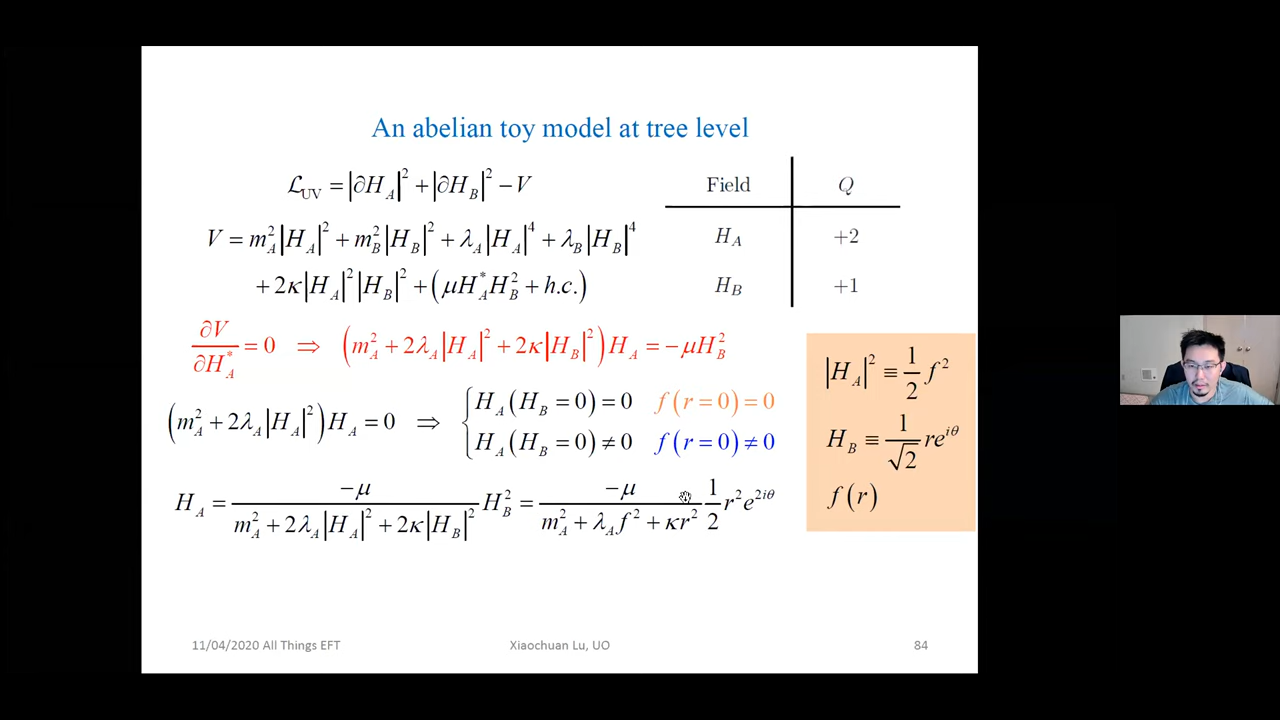 An abelian toy model at tree level
ℒ_UV = |∂H_A|² + |∂H_B|² − V
V = m_A²|H_A|² + m_B²|H_B|² + λ_A|H_A|⁴ + λ_B|H_B|⁴
+ 2κ|H_A|²|H_B|² + (μH_A^*H_B² + h.c.)
Field Q
H_A +2
H_B +1
∂V/∂H_A^* = 0 ⇒ (m_A² + 2λ_A|H_A|² + 2κ|H_B|²)H_A = −μH_B²
(m_A² + 2λ_A|H_A|²)H_A = 0 ⇒ { H_A(H_B = 0) = 0 f(r = 0) = 0
H_A(H_B = 0) ≠ 0 f(r = 0) ≠ 0
H_A = −μ/(m_A² + 2λ_A|H_A|² + 2κ|H_B|²) H_B² = −μ/(m_A² + λ_A f² + κr²) 1/2 r²e^{2iθ}
|H_A|² ≡ 1/2 f²
H_B ≡ 1/√2 re^{iθ}
f(r)
11/04/2020 All Things EFT Xiaochuan Lu, UO 84